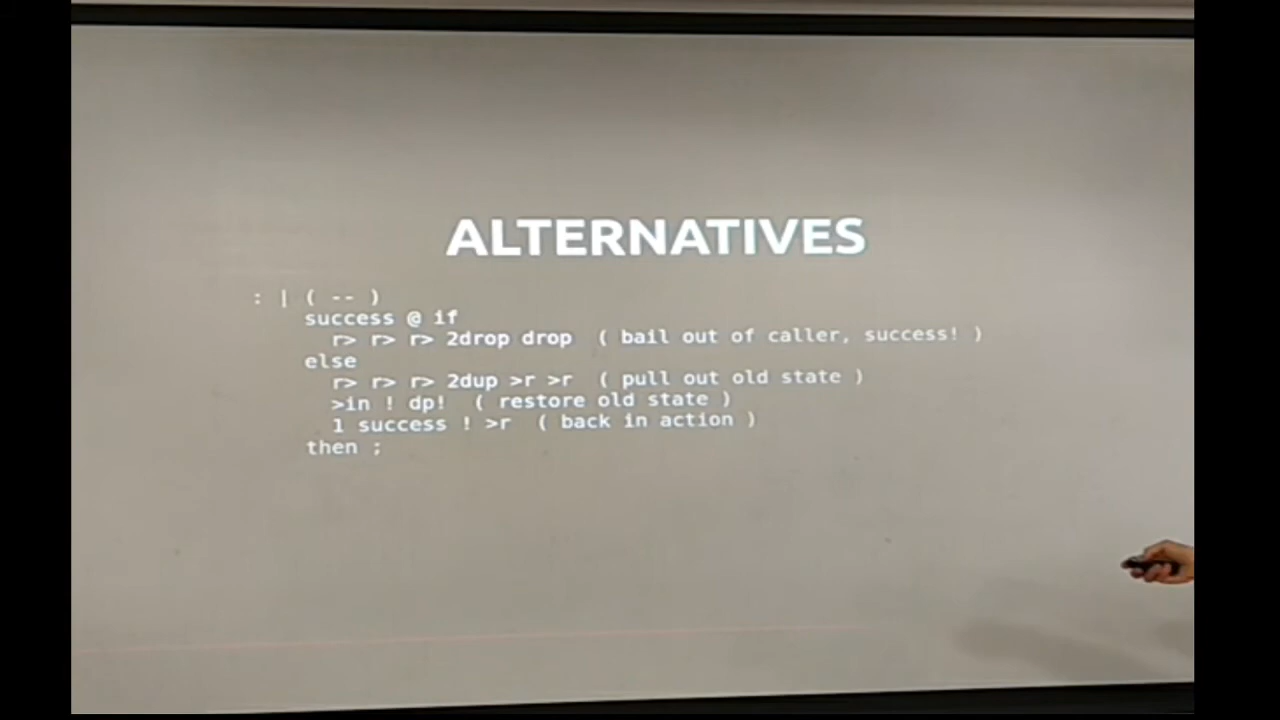 ALTERNATIVES
: | ( -- )
success @ if
r> r> r> 2drop drop ( bail out of caller, success! )
else
r> r> r> 2dup >r >r ( pull out old state )
>in ! dp! ( restore old state )
1 success ! >r ( back in action )
then ;